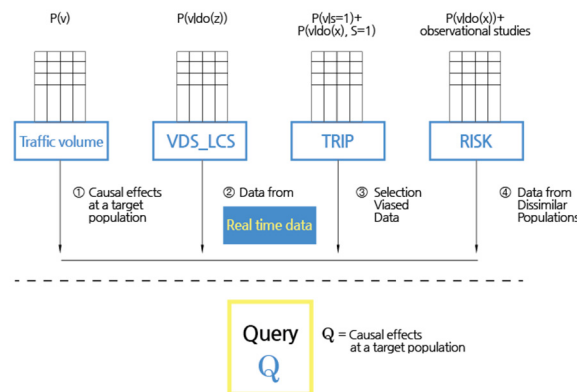 P(v)
P(v|do(z))
P(v|s=1)+
P(v|do(x), S=1)
P(v|do(x))+
observational studies
Traffic volume
VDS_LCS
TRIP
RISK
① Causal effects
at a target
population
② Data from
Real time data
③ Selection
Viased
Data
④ Data from
Dissimilar
Populations
Query
Q
Q = Causal effects
at a target population